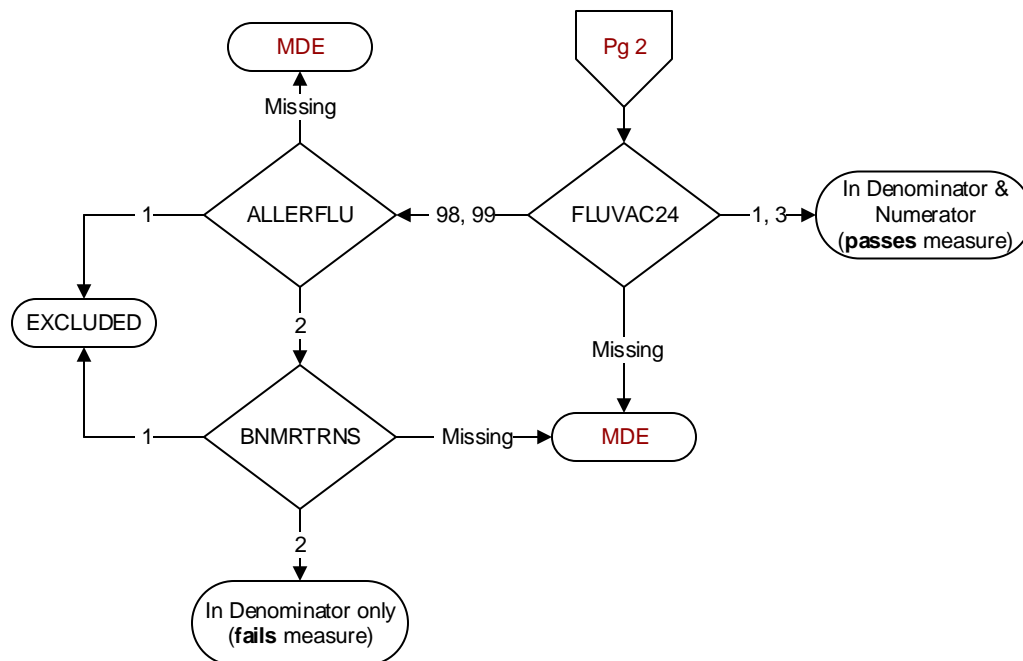 MDE
Pg 2
Missing
1
ALLERFLU
98, 99
FLUVAC24
1, 3
In Denominator &
Numerator
(passes measure)
EXCLUDED
2
Missing
1
BNMRTRNS
Missing
MDE
2
In Denominator only
(fails measure)